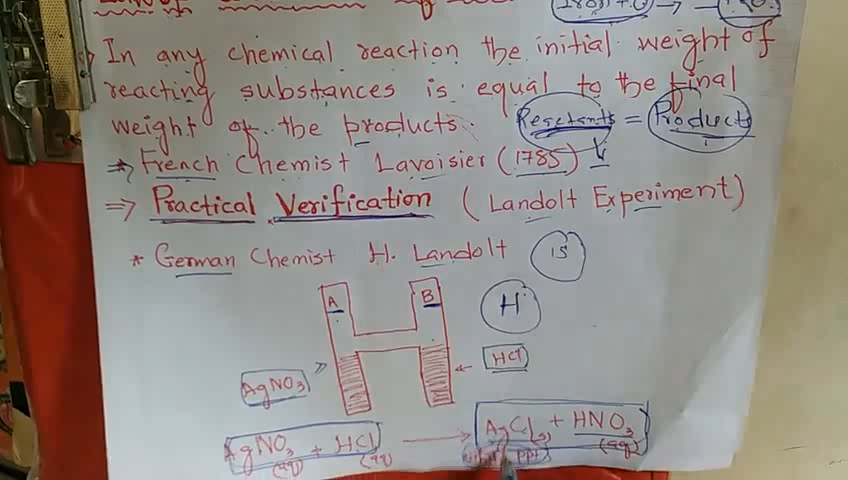 In any chemical reaction the initial weight of
reacting substances is equal to the final
weight of the products. Reactants = Products
⇒ French Chemist Lavoisier (1785)
⇒ Practical Verification (Landolt Experiment)
* German Chemist H. Landolt 15
A B H
AgNO3 HCl
AgNO3 (aq) + HCl (aq) → AgCl (s) + HNO3 (aq)
ppt